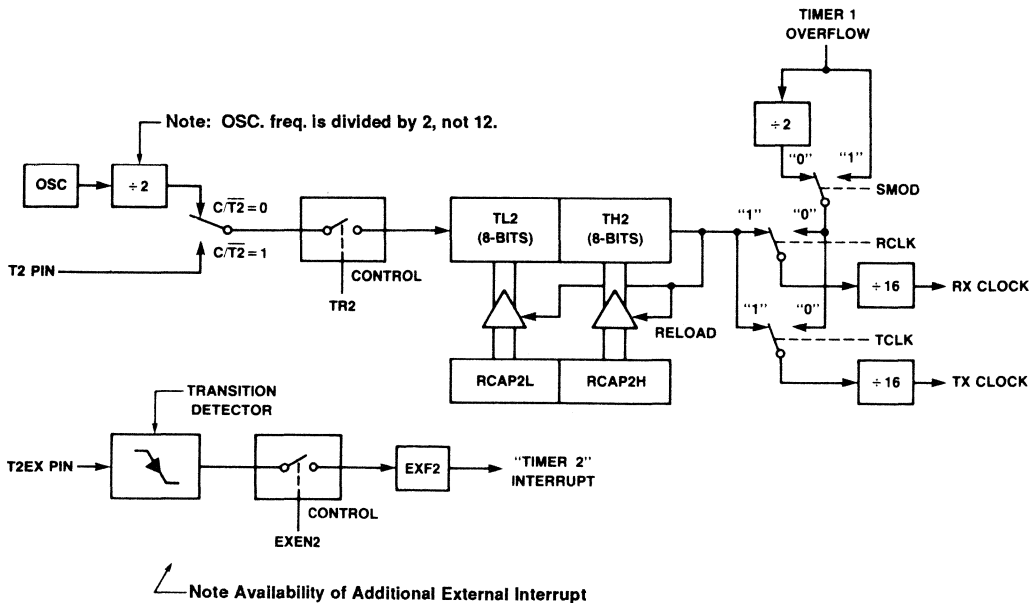 TIMER 1
OVERFLOW
÷ 2
"0"
"1"
SMOD
Note: OSC. freq. is divided by 2, not 12.
OSC
÷ 2
C/T2 = 0
C/T2 = 1
T2 PIN
CONTROL
TR2
TL2
(8-BITS)
TH2
(8-BITS)
RELOAD
RCAP2L
RCAP2H
"1"
"0"
RCLK
÷ 16
RX CLOCK
"1"
"0"
TCLK
÷ 16
TX CLOCK
TRANSITION
DETECTOR
T2EX PIN
CONTROL
EXEN2
EXF2
"TIMER 2"
INTERRUPT
Note Availability of Additional External Interrupt